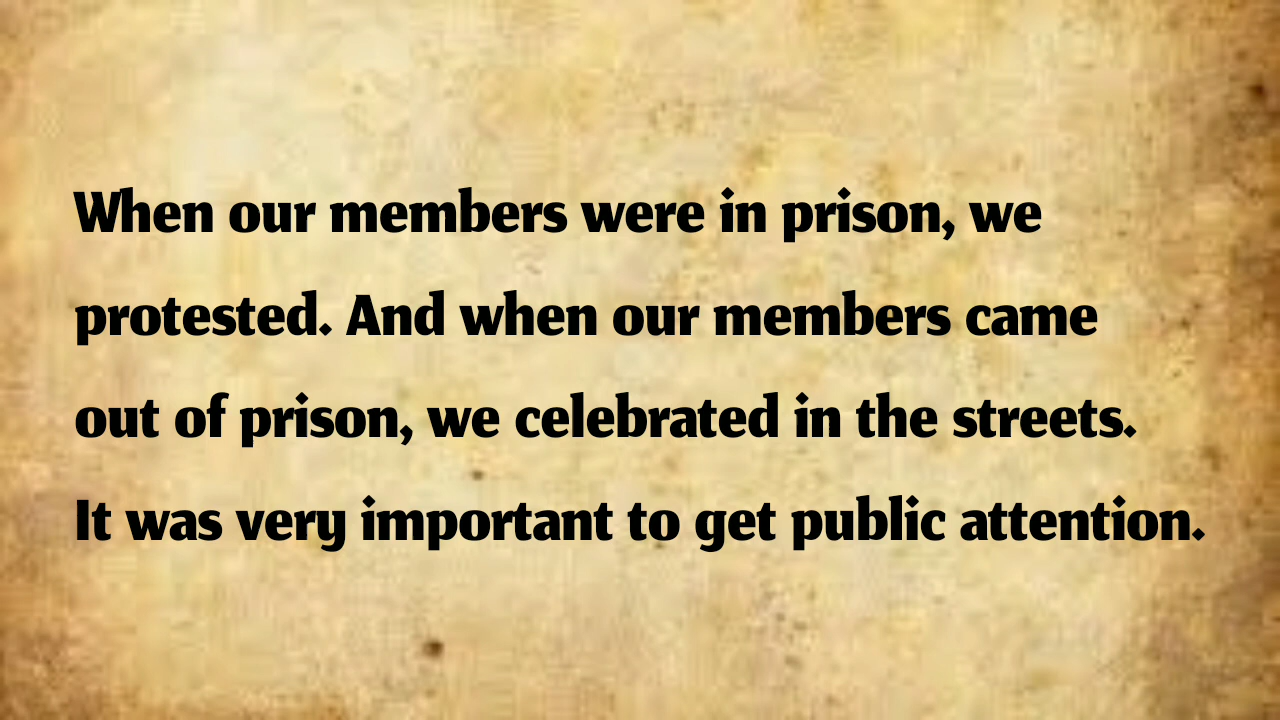 When our members were in prison, we
protested. And when our members came
out of prison, we celebrated in the streets.
It was very important to get public attention.